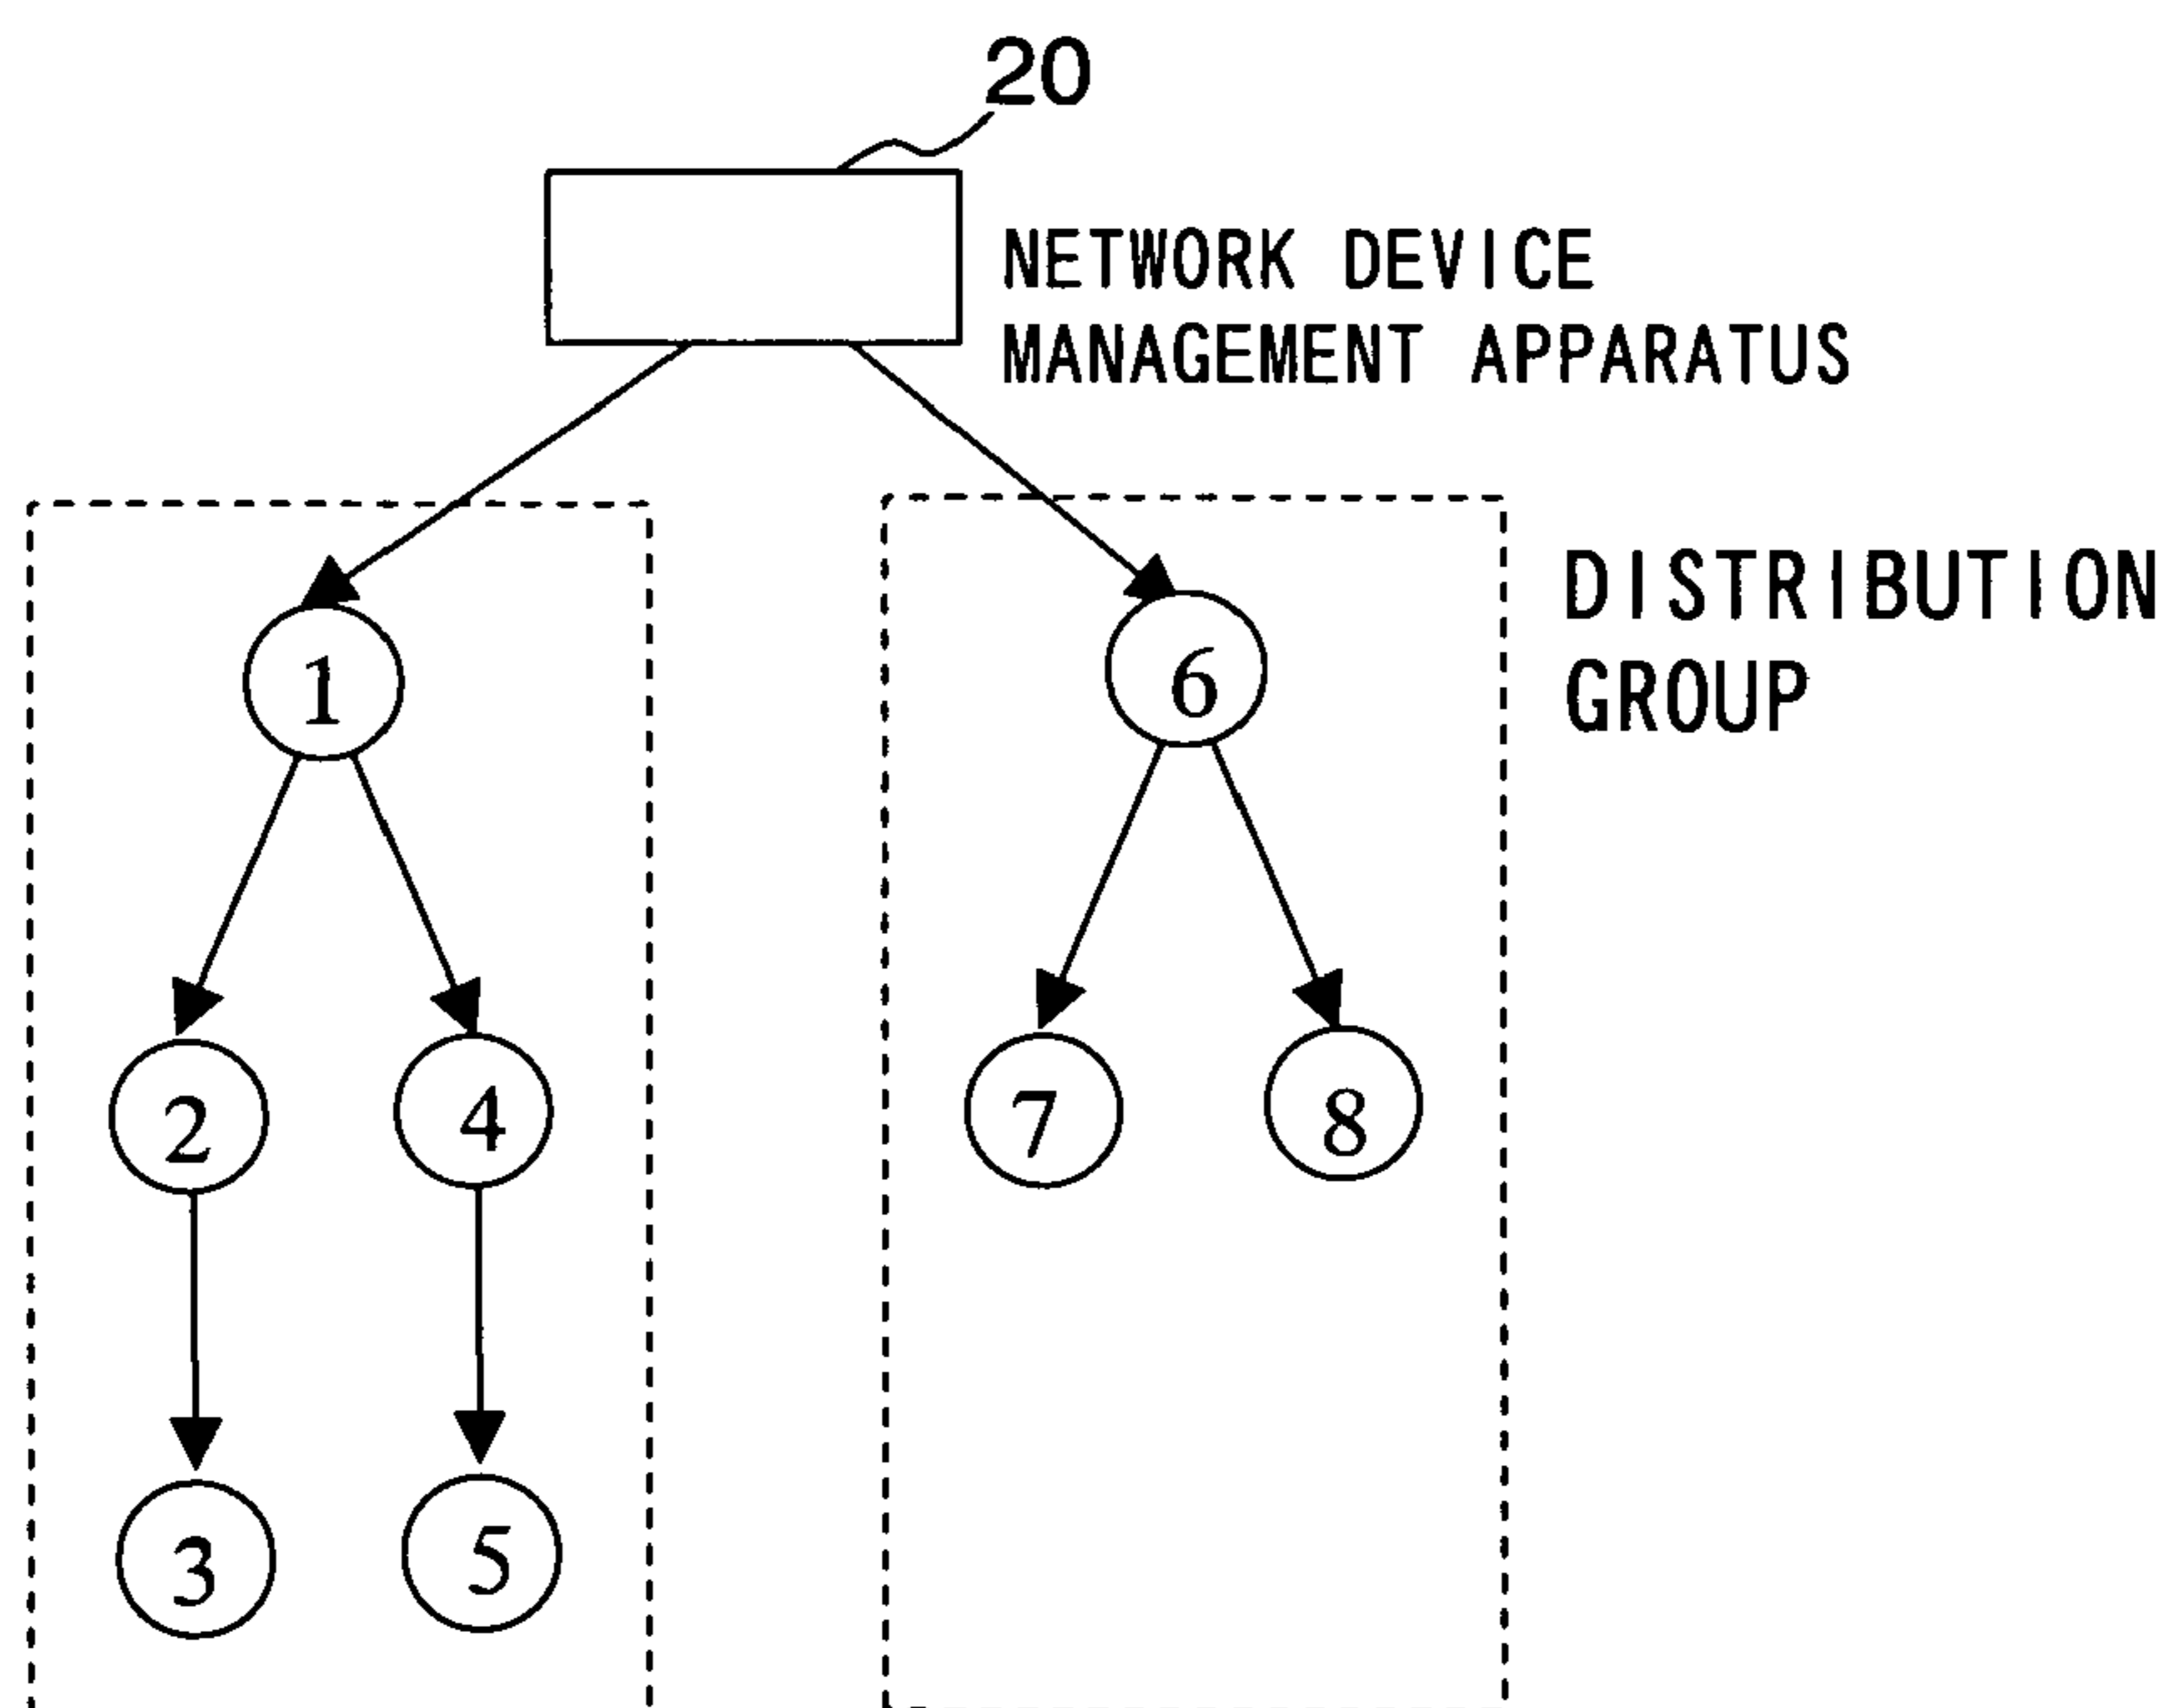 20
NETWORK DEVICE
MANAGEMENT APPARATUS
DISTRIBUTION
GROUP
1
6
2
4
7
8
3
5